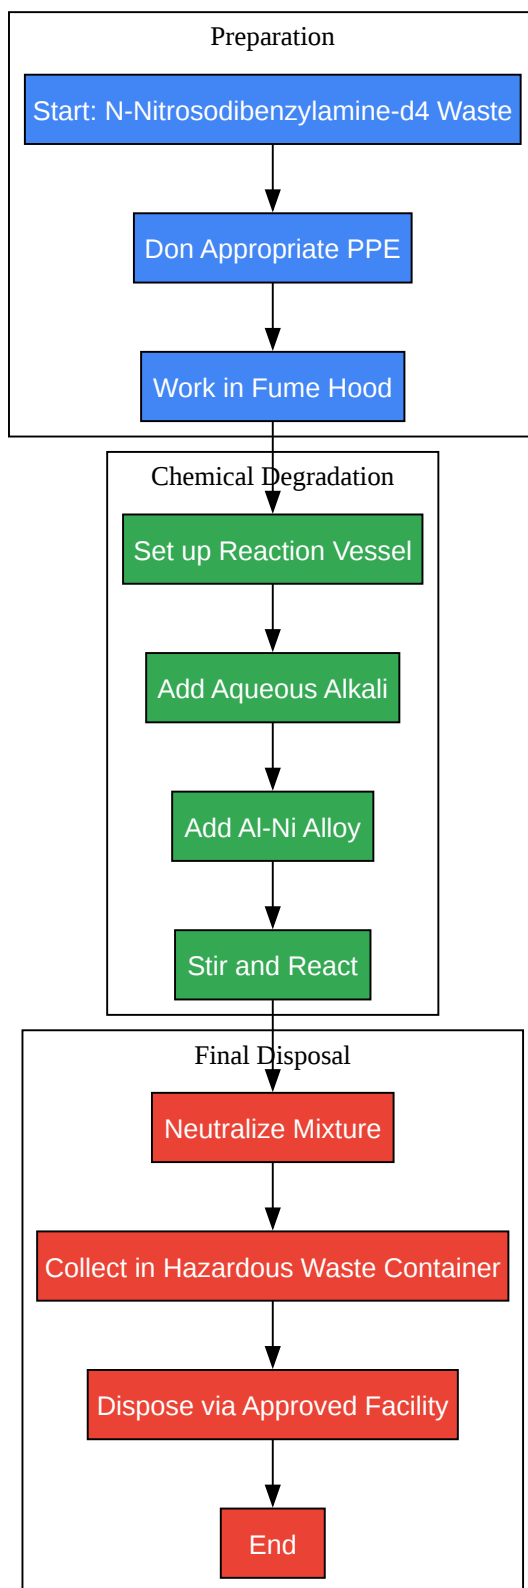 Preparation
Start: N-Nitrosodibenzylamine-d4 Waste
Don Appropriate PPE
Work in Fume Hood
Chemical Degradation
Set up Reaction Vessel
Add Aqueous Alkali
Add Al-Ni Alloy
Stir and React
Final Disposal
Neutralize Mixture
Collect in Hazardous Waste Container
Dispose via Approved Facility
End